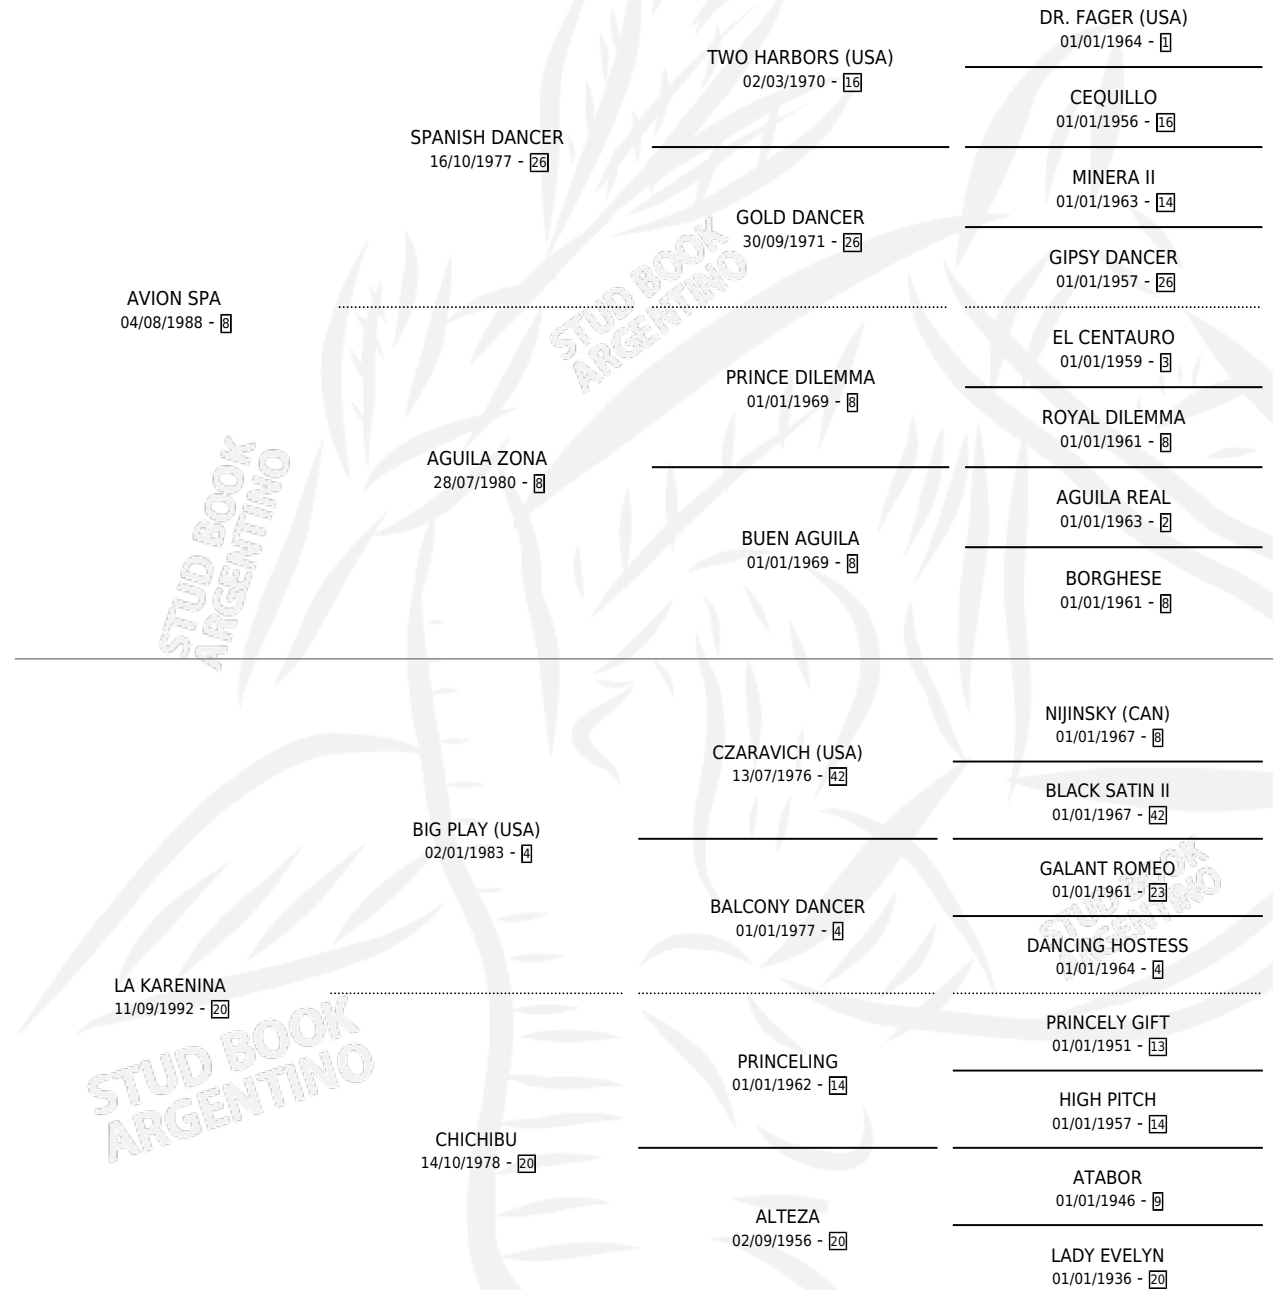 DR. FAGER (USA)
01/01/1964 - 1
TWO HARBORS (USA)
02/03/1970 - 16
CEQUILLO
01/01/1956 - 16
SPANISH DANCER
16/10/1977 - 26
MINERA II
01/01/1963 - 14
GOLD DANCER
30/09/1971 - 26
GIPSY DANCER
01/01/1957 - 26
AVION SPA
04/08/1988 - 8
STUD BOOK
ARGENTINO
EL CENTAURO
01/01/1959 - 3
PRINCE DILEMMA
01/01/1969 - 8
ROYAL DILEMMA
01/01/1961 - 8
AGUILA ZONA
28/07/1980 - 8
AGUILA REAL
01/01/1963 - 2
BUEN AGUILA
01/01/1969 - 8
BORGHESE
01/01/1961 - 8
STUD BOOK
ARGENTINO
NIJINSKY (CAN)
01/01/1967 - 8
CZARAVICH (USA)
13/07/1976 - 42
BLACK SATIN II
01/01/1967 - 42
BIG PLAY (USA)
02/01/1983 - 4
GALANT ROMEO
01/01/1961 - 23
BALCONY DANCER
01/01/1977 - 4
STUD BOOK
ARGENTINO
DANCING HOSTESS
01/01/1964 - 4
LA KARENINA
11/09/1992 - 20
PRINCELY GIFT
01/01/1951 - 13
PRINCELING
01/01/1962 - 14
STUD BOOK
ARGENTINO
HIGH PITCH
01/01/1957 - 14
CHICHIBU
14/10/1978 - 20
ATABOR
01/01/1946 - 9
ALTEZA
02/09/1956 - 20
LADY EVELYN
01/01/1936 - 20